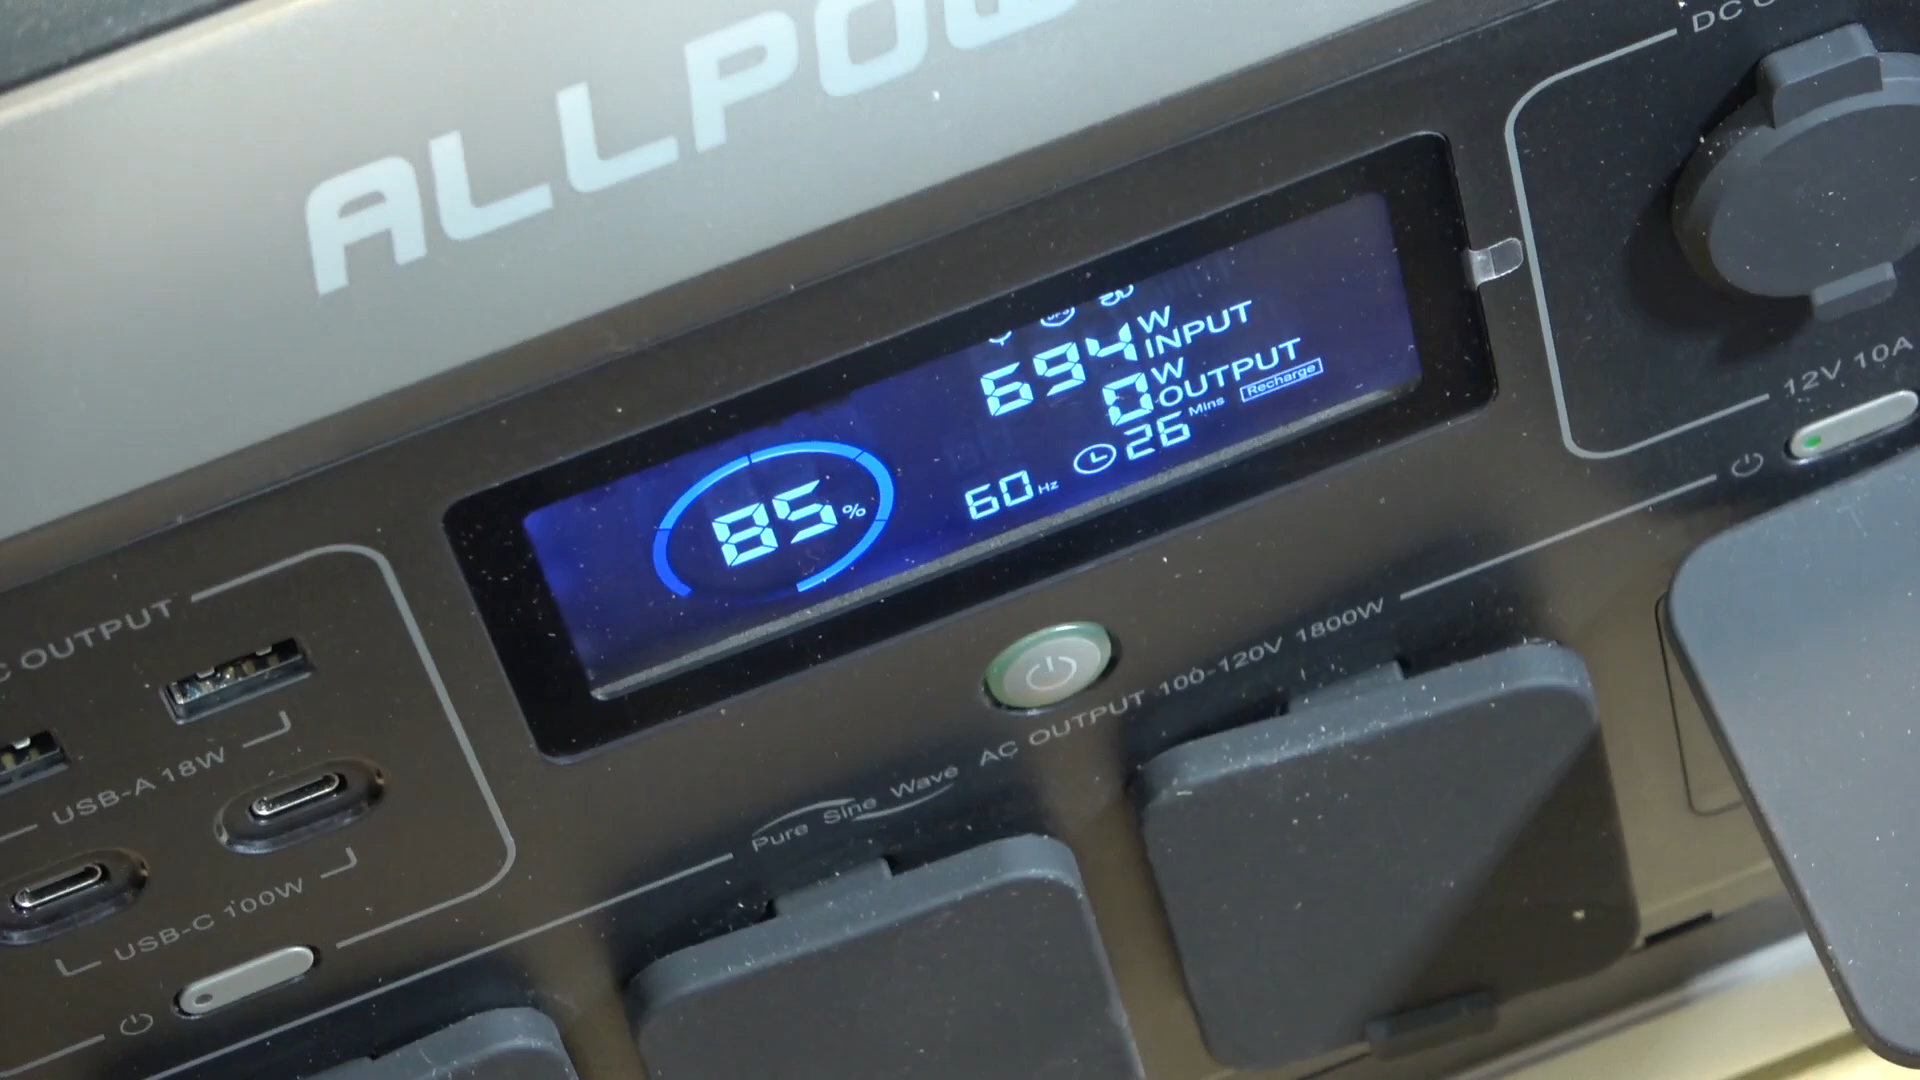 ALLPOW
DC
UPS
694 W
INPUT
0 W
OUTPUT
26 Mins Recharge
60 Hz
85 %
12V 10A
C OUTPUT
USB-A 18W
USB-C 100W
AC OUTPUT 100-120V 1800W
Pure Sine Wave